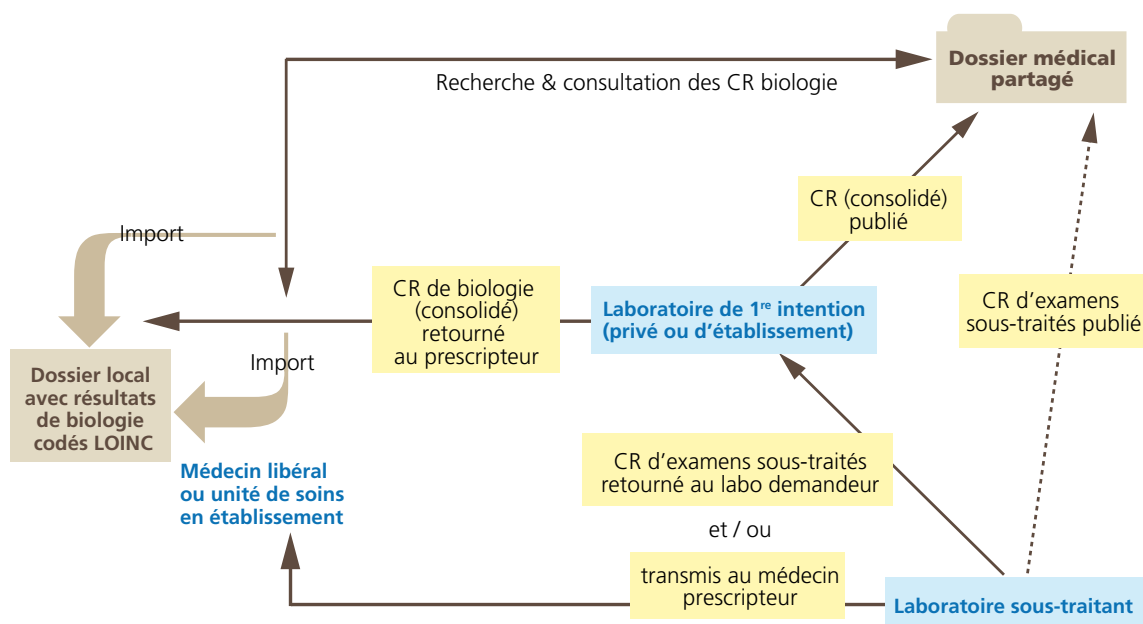 Dossier médical
partagé
Recherche & consultation des CR biologie
CR (consolidé)
publié
Import
CR de biologie
(consolidé)
retourné
au prescripteur
Laboratoire de 1re intention
(privé ou d’établissement)
CR d’examens
sous-traités publié
Import
Dossier local
avec résultats
de biologie
codés LOINC
Médecin libéral
ou unité de soins
en établissement
CR d’examens sous-traités
retourné au labo demandeur
et / ou
transmis au médecin
prescripteur
Laboratoire sous-traitant